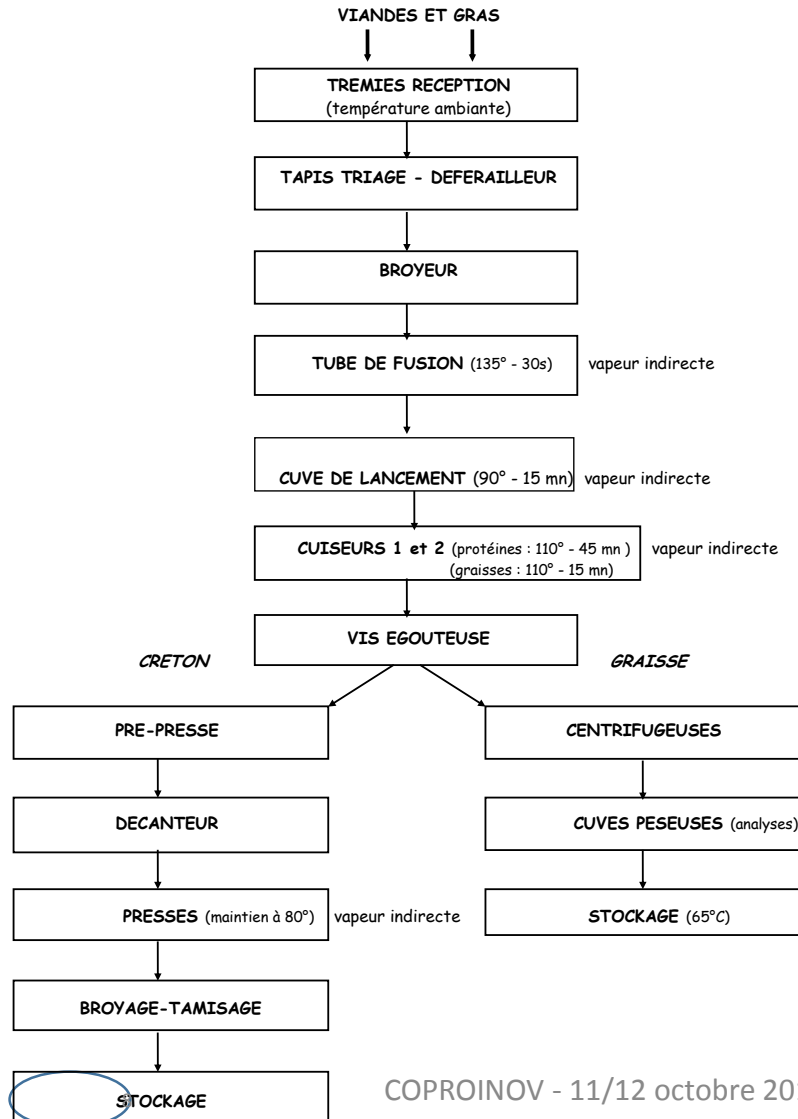 VIANDES ET GRAS
TREMIES RECEPTION
(température ambiante)
TAPIS TRIAGE - DEFERAILLEUR
BROYEUR
TUBE DE FUSION (135° - 30s) vapeur indirecte
CUVE DE LANCEMENT (90° - 15 mn) vapeur indirecte
CUISEURS 1 et 2 (protéines : 110° - 45 mn ) vapeur indirecte
(graisses : 110° - 15 mn)
VIS EGOUTEUSE
CRETON
GRAISSE
PRE-PRESSE
CENTRIFUGEUSES
DECANTEUR
CUVES PESEUSES (analyses)
PRESSES (maintien à 80°) vapeur indirecte
STOCKAGE (65°C)
BROYAGE-TAMISAGE
STOCKAGE
COPROINOV - 11/12 octobre